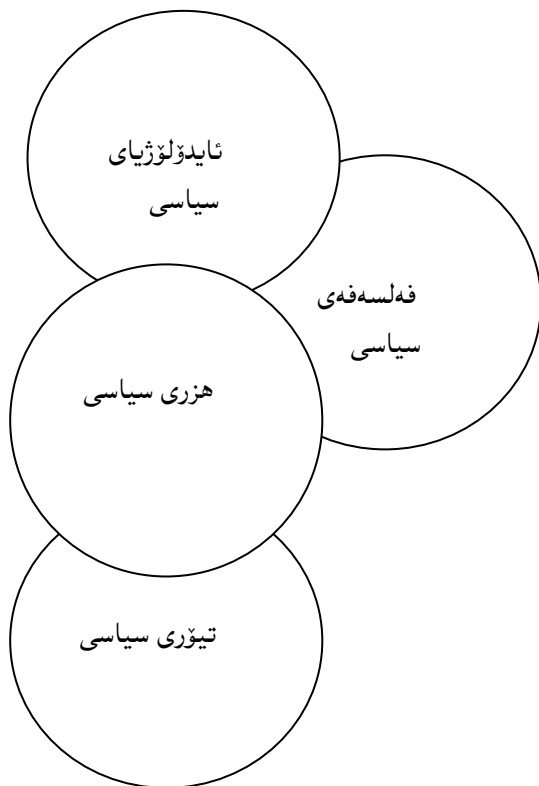 ئایدۆلۆژیای
سیاسی
فەلسەفەی
سیاسی
هزری سیاسی
تیۆری سیاسی